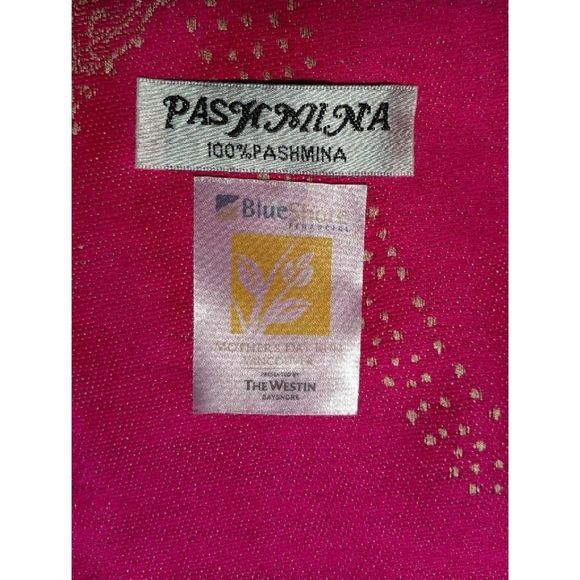 PASHMINA
100%PASHMINA
BlueShore
FINANCIAL
MOTHER'S DAY RUN
VANCOUVER
PRESENTED BY
THE WESTIN
BAYSHORE